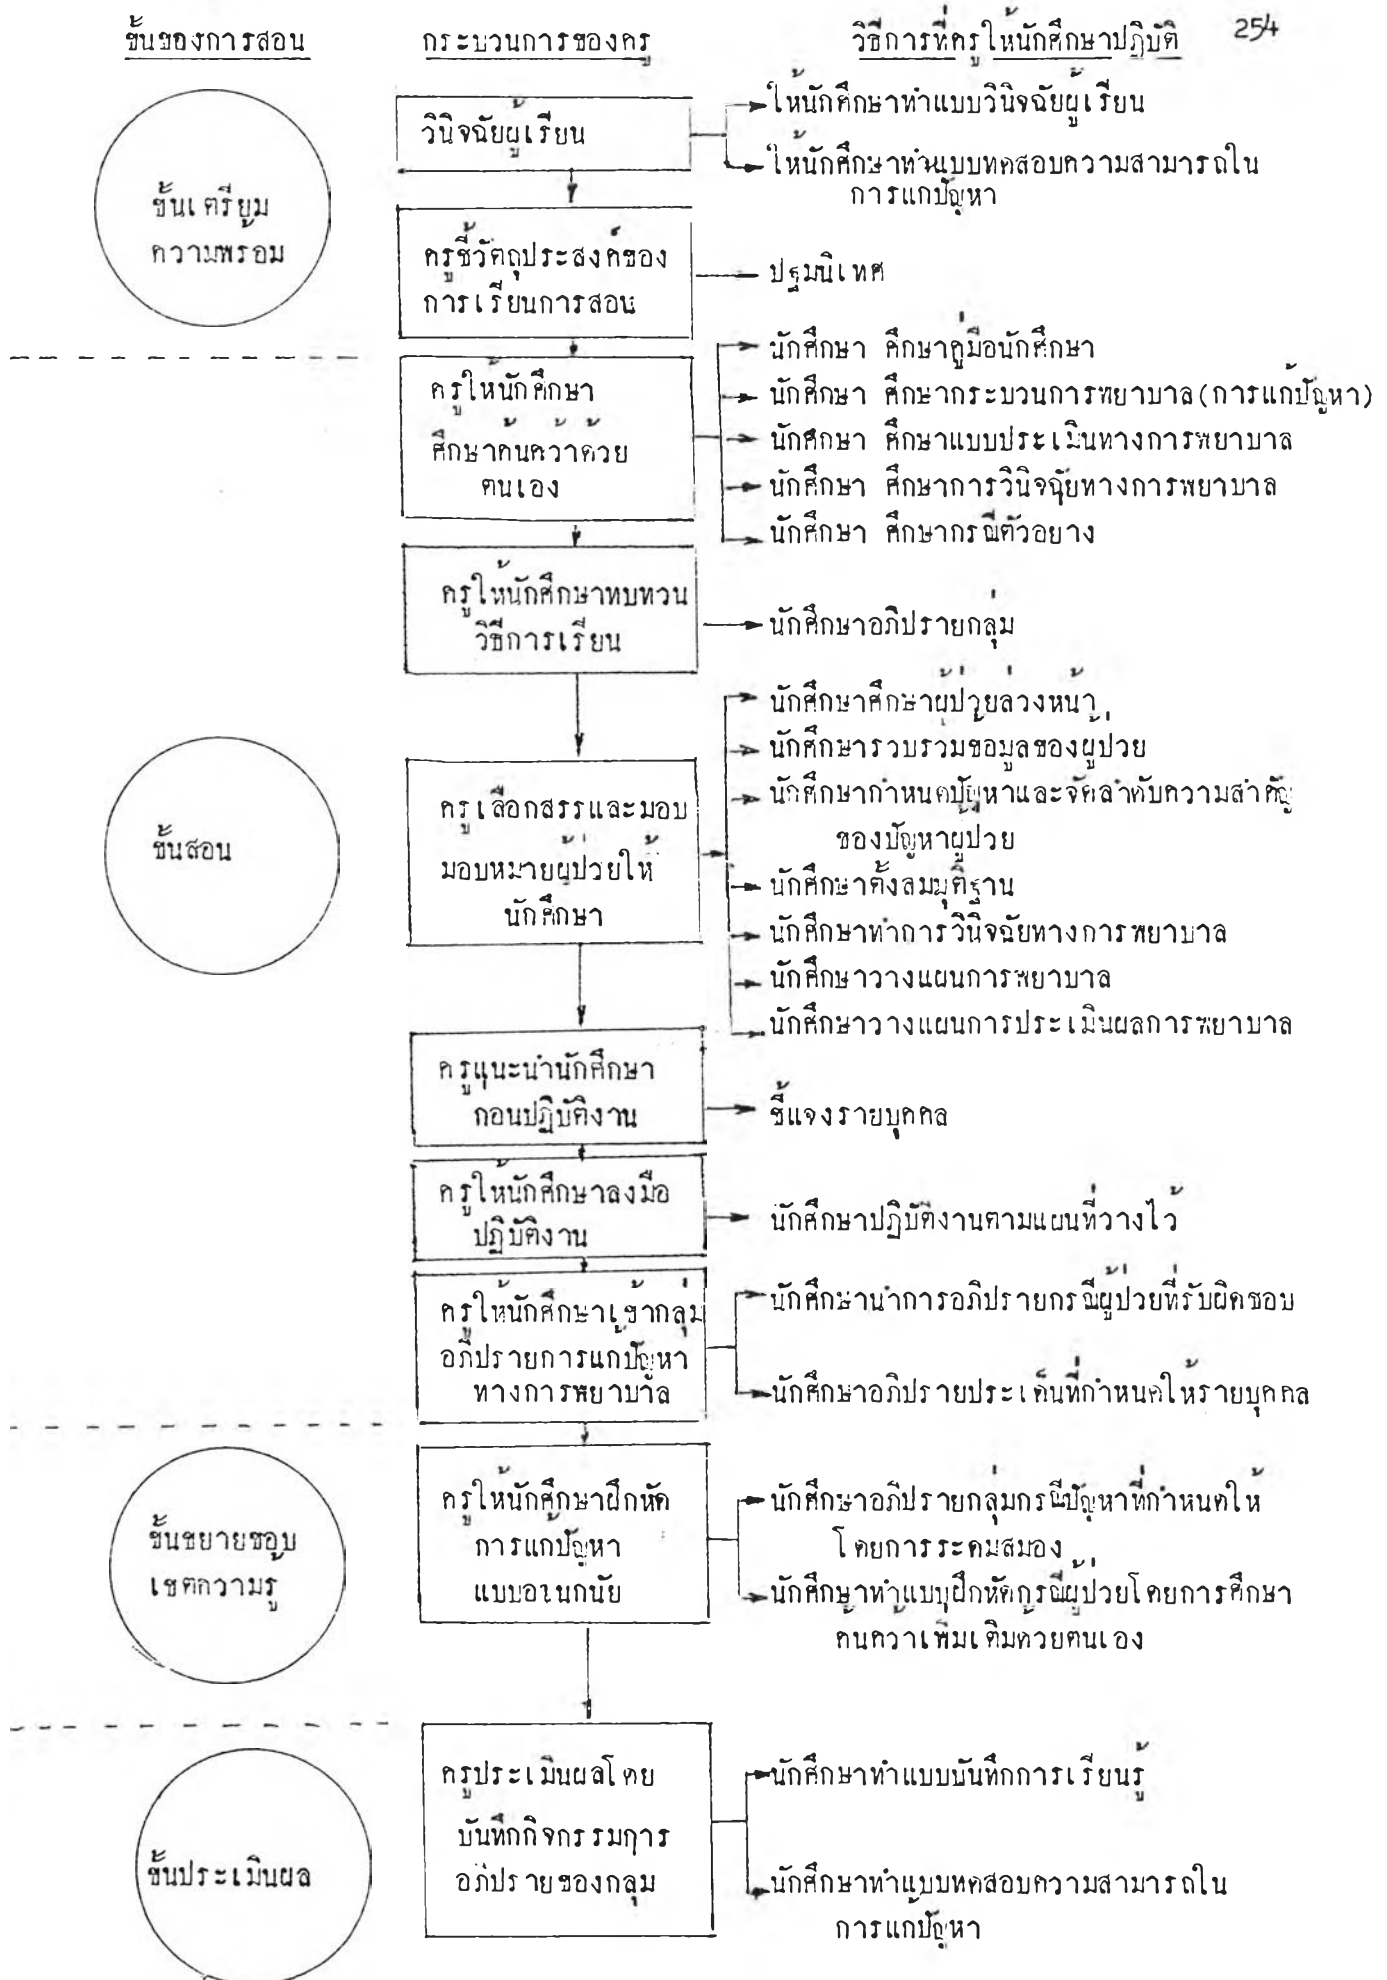 ขั้นของการสอน
กระบวนการของครู
วิธีการที่ครูให้นักศึกษาปฏิบัติ
254
ขั้นเตรียม
ความพร้อม
วินิจฉัยผู้เรียน
ให้นักศึกษาทำแบบวินิจฉัยผู้เรียน
ให้นักศึกษาทำแบบทดสอบความสามารถใน
การแก้ปัญหา
ครูชี้วัตถุประสงค์ของ
การเรียนการสอน
ปฐมนิเทศ
ขั้นสอน
ครูให้นักศึกษา
ศึกษาค้นคว้าด้วย
ตนเอง
นักศึกษา ศึกษาคู่มือนักศึกษา
นักศึกษา ศึกษากระบวนการพยาบาล(การแก้ปัญหา)
นักศึกษา ศึกษาแบบประเมินทางการพยาบาล
นักศึกษา ศึกษาการวินิจฉัยทางการพยาบาล
นักศึกษา ศึกษากรณีตัวอย่าง
ครูให้นักศึกษาทบทวน
วิธีการเรียน
นักศึกษาอภิปรายกลุ่ม
ครูเลือกสรรและมอบ
มอบหมายผู้ป่วยให้
นักศึกษา
นักศึกษาศึกษาผู้ป่วยล่วงหน้า
นักศึกษารวบรวมข้อมูลของผู้ป่วย
นักศึกษากำหนดปัญหาและจัดลำดับความสำคัญ
ของปัญหาผู้ป่วย
นักศึกษาตั้งสมมุติฐาน
นักศึกษาทำการวินิจฉัยทางการพยาบาล
นักศึกษาวางแผนการพยาบาล
นักศึกษาวางแผนการประเมินผลการพยาบาล
ครูแนะนำนักศึกษา
ก่อนปฏิบัติงาน
ชี้แจงรายบุคคล
ครูให้นักศึกษาลงมือ
ปฏิบัติงาน
นักศึกษาปฏิบัติงานตามแผนที่วางไว้
ครูให้นักศึกษาเข้ากลุ่ม
อภิปรายการแก้ปัญหา
ทางการพยาบาล
นักศึกษานำการอภิปรายกรณีผู้ป่วยที่รับผิดชอบ
นักศึกษาอภิปรายประเด็นที่กำหนดให้รายบุคคล
ขั้นขยายขอบ
เขตความรู้
ครูให้นักศึกษาฝึกหัด
การแก้ปัญหา
แบบอเนกนัย
นักศึกษาอภิปรายกลุ่มกรณีปัญหาที่กำหนดให้
โดยการระดมสมอง
นักศึกษาทำแบบฝึกหัดกรณีผู้ป่วยโดยการศึกษา
ค้นคว้าเพิ่มเติมด้วยตนเอง
ขั้นประเมินผล
ครูประเมินผลโดย
บันทึกกิจกรรมการ
อภิปรายของกลุ่ม
นักศึกษาทำแบบบันทึกการเรียนรู้
นักศึกษาทำแบบทดสอบความสามารถใน
การแก้ปัญหา